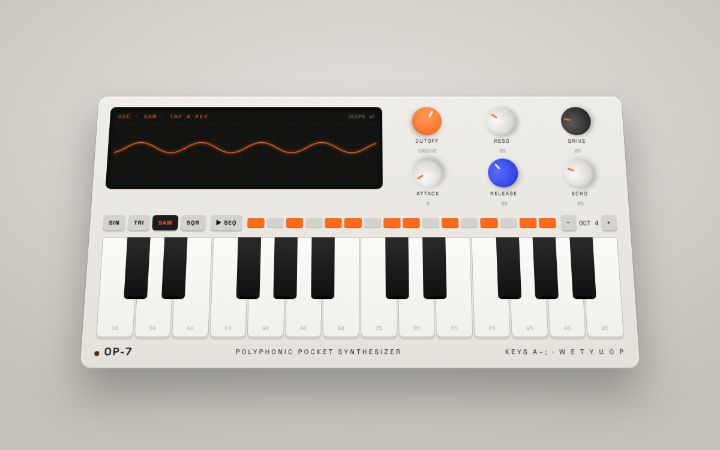 OSC · SAW · TAP A KEY
SCOPE
CUTOFF
RESO
DRIVE
ATTACK
RELEASE
ECHO
SIN TRI SAW SQR ▶ SEQ - OCT 4 +
C4 D4 E4 F4 G4 A4 B4 C5 D5 E5 F5 G5 A5 B5
OP-7
POLYPHONIC POCKET SYNTHESIZER
KEYS A–; · W E T Y U O P